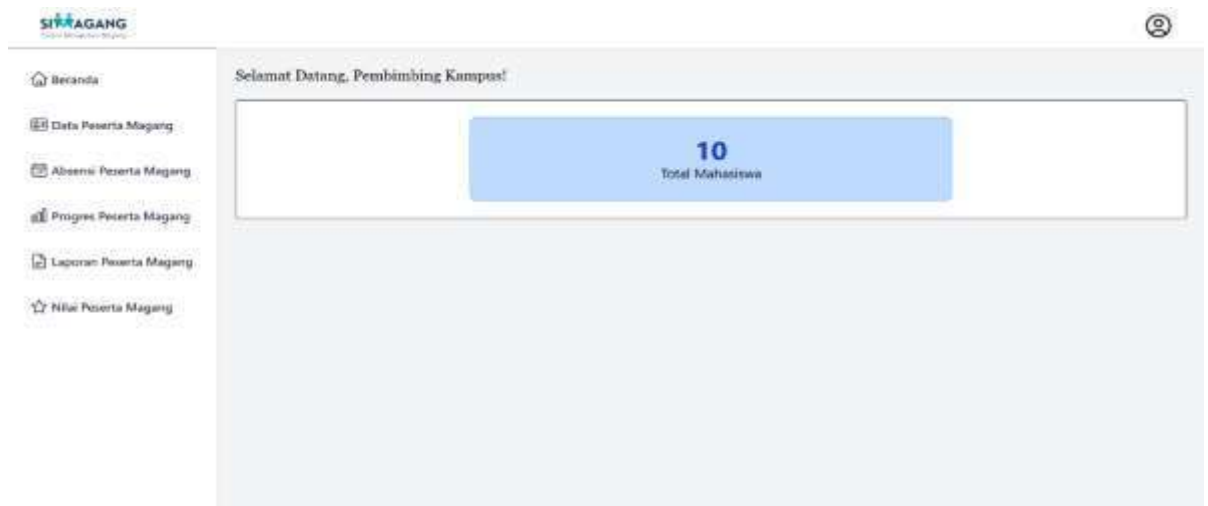 SIMAGANG
Beranda
Data Peserta Magang
Absensi Peserta Magang
Progres Peserta Magang
Laporan Peserta Magang
Nilai Peserta Magang
Selamat Datang, Pembimbing Kampus!
10
Total Mahasiswa